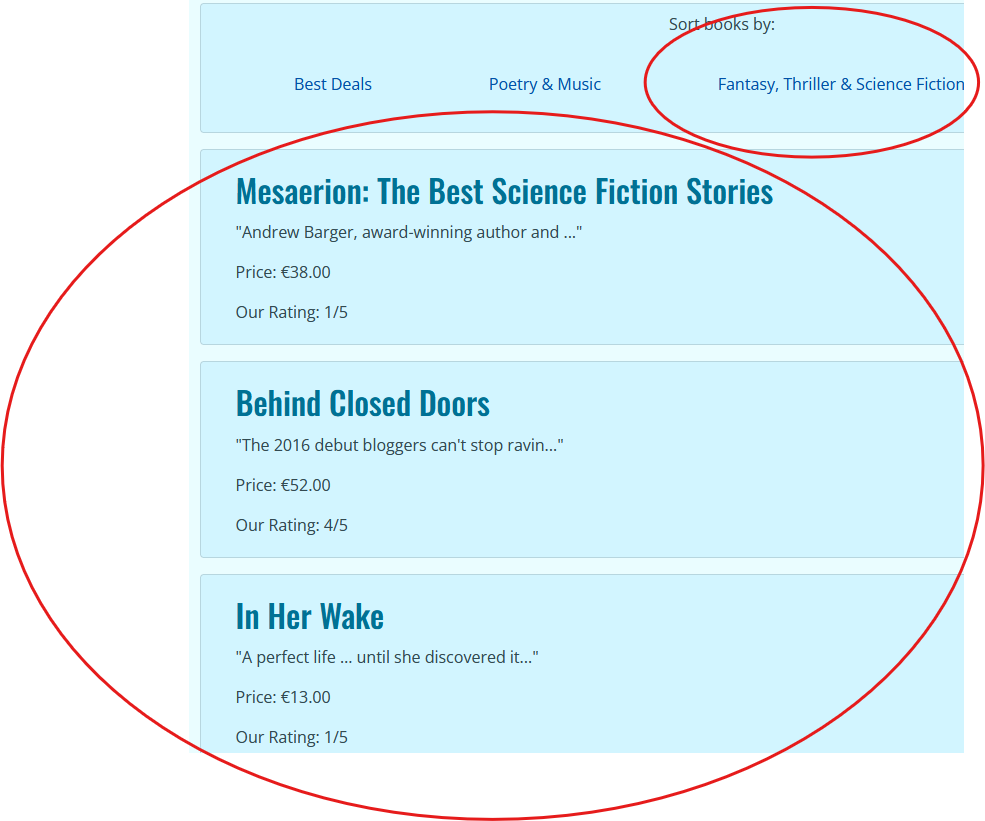 Sort books by:
Best Deals Poetry & Music Fantasy, Thriller & Science Fiction
Mesaerion: The Best Science Fiction Stories
"Andrew Barger, award-winning author and ..."
Price: €38.00
Our Rating: 1/5
Behind Closed Doors
"The 2016 debut bloggers can't stop ravin..."
Price: €52.00
Our Rating: 4/5
In Her Wake
"A perfect life ... until she discovered it..."
Price: €13.00
Our Rating: 1/5